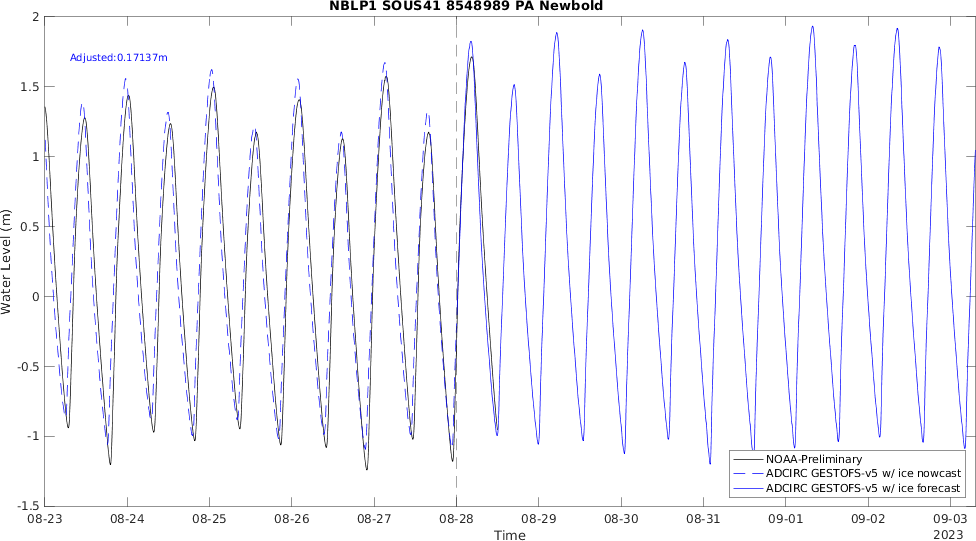 NBLP1 SOUS41 8548989 PA Newbold
Adjusted:0.17137m
Water Level (m)
2
1.5
1
0.5
0
-0.5
-1
-1.5
NOAA-Preliminary
ADCIRC GESTOFS-v5 w/ ice nowcast
ADCIRC GESTOFS-v5 w/ ice forecast
08-23 08-24 08-25 08-26 08-27 08-28 08-29 08-30 08-31 09-01 09-02 09-03
Time
2023